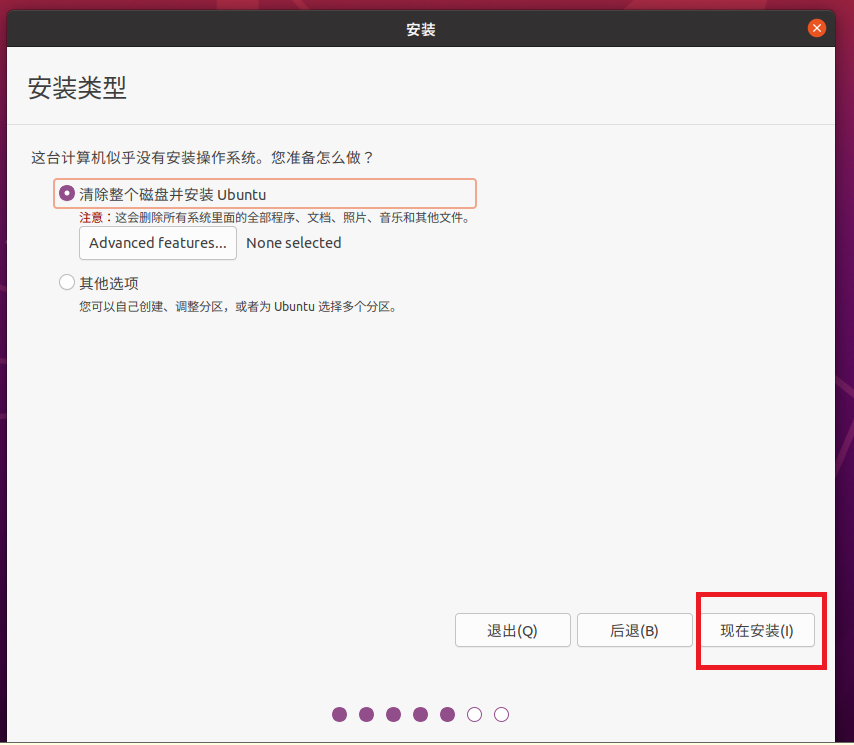 安装
安装类型
这台计算机似乎没有安装操作系统。您准备怎么做？
清除整个磁盘并安装 Ubuntu
注意：这会删除所有系统里面的全部程序、文档、照片、音乐和其他文件。
Advanced features... None selected
其他选项
您可以自己创建、调整分区，或者为 Ubuntu 选择多个分区。
退出(Q) 后退(B) 现在安装(I)